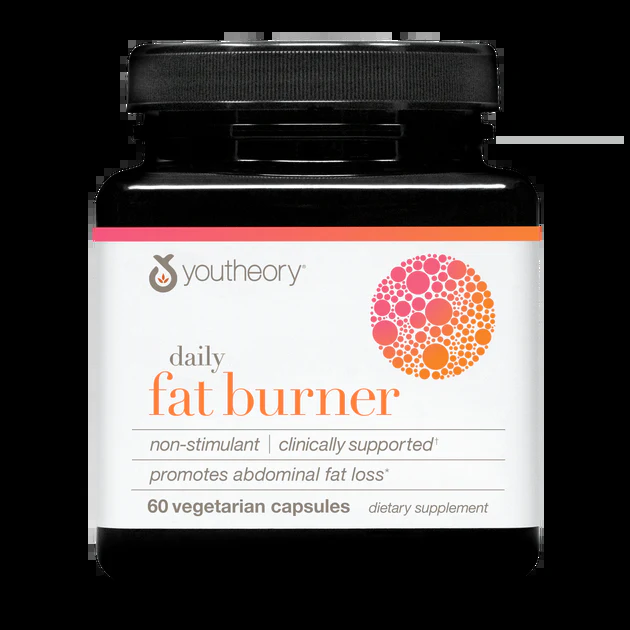 youtheory®
daily
fat burner
non-stimulant | clinically supported†
promotes abdominal fat loss*
60 vegetarian capsules dietary supplement